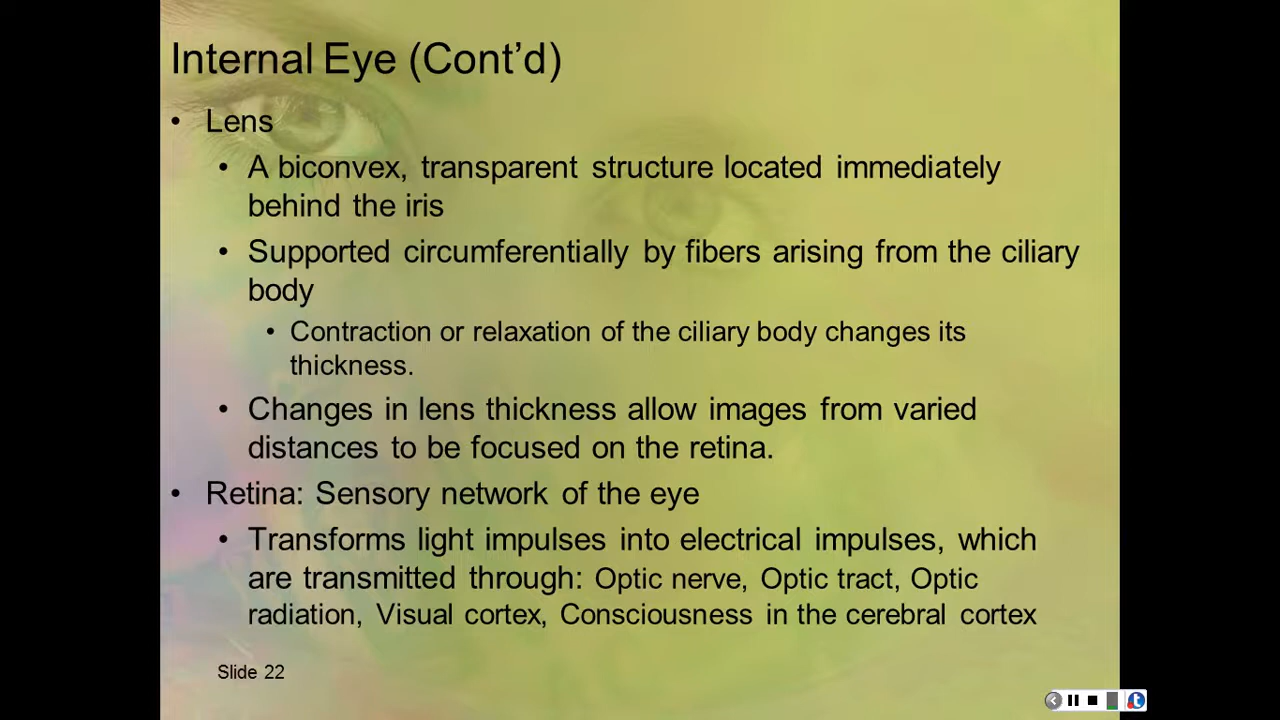 Internal Eye (Cont’d)
• Lens
• A biconvex, transparent structure located immediately
behind the iris
• Supported circumferentially by fibers arising from the ciliary
body
• Contraction or relaxation of the ciliary body changes its
thickness.
• Changes in lens thickness allow images from varied
distances to be focused on the retina.
• Retina: Sensory network of the eye
• Transforms light impulses into electrical impulses, which
are transmitted through: Optic nerve, Optic tract, Optic
radiation, Visual cortex, Consciousness in the cerebral cortex
Slide 22
t